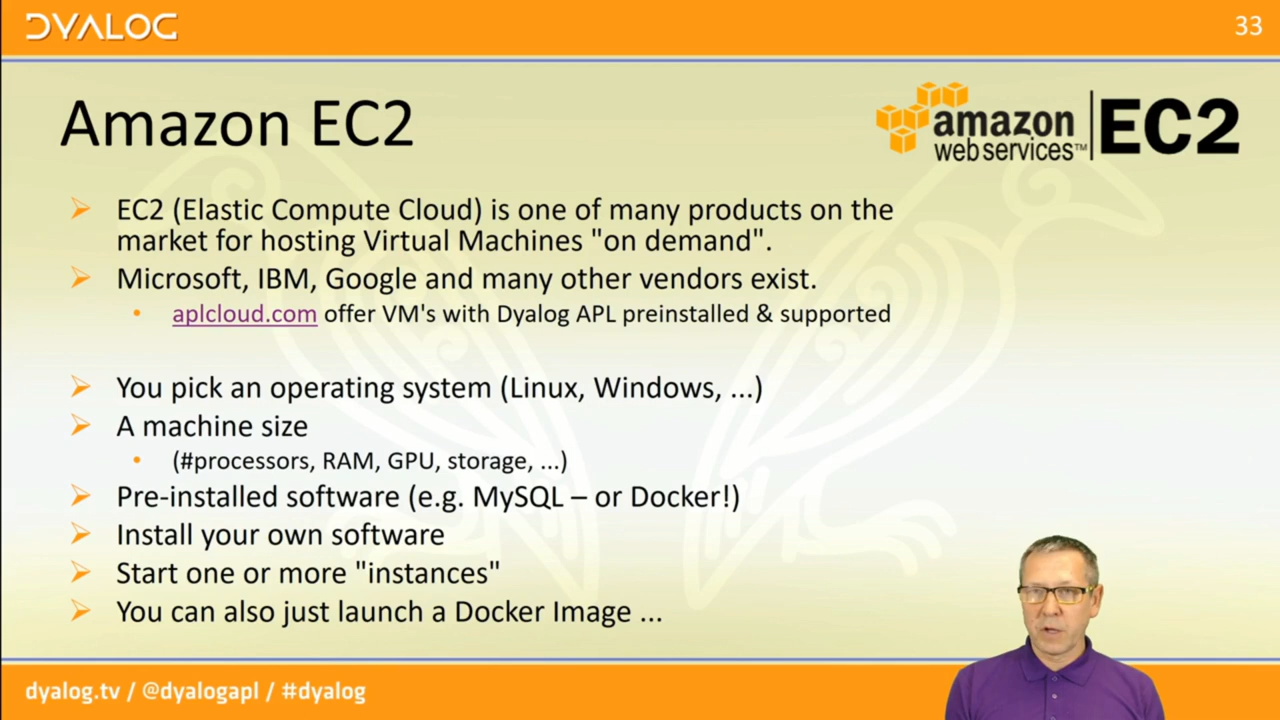 DYALOG
33
Amazon EC2
amazon
web services™
EC2
EC2 (Elastic Compute Cloud) is one of many products on the
market for hosting Virtual Machines "on demand".
Microsoft, IBM, Google and many other vendors exist.
aplcloud.com offer VM's with Dyalog APL preinstalled & supported
You pick an operating system (Linux, Windows, ...)
A machine size
(#processors, RAM, GPU, storage, ...)
Pre-installed software (e.g. MySQL – or Docker!)
Install your own software
Start one or more "instances"
You can also just launch a Docker Image ...
dyalog.tv / @dyalogapl / #dyalog